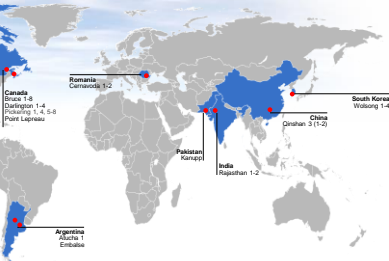 Canada
Bruce 1-8
Darlington 1-4
Pickering 1, 4, 5-8
Point Lepreau
Romania
Cernavoda 1-2
South Korea
Wolsong 1-4
China
Qinshan 3 (1-2)
Pakistan
Kanupp
India
Rajasthan 1-2
Argentina
Atucha 1
Embalse